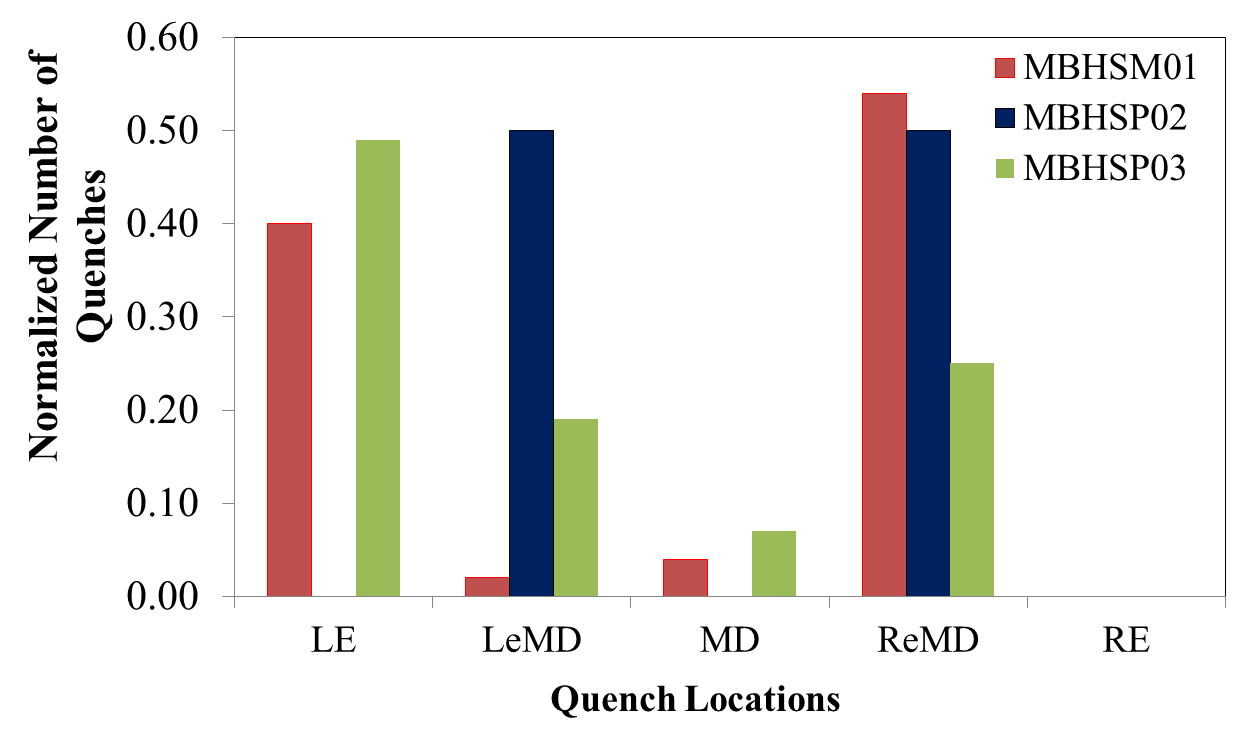 Normalized Number of
Quenches
0.60
0.50
0.40
0.30
0.20
0.10
0.00
MBHSM01
MBHSP02
MBHSP03
LE
LeMD
MD
ReMD
RE
Quench Locations